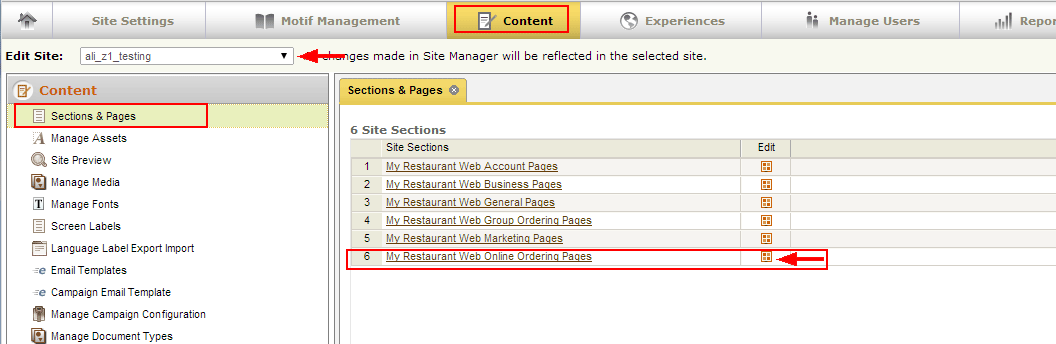 Site Settings Motif Management Content Experiences Manage Users Repor
Edit Site: ali_z1_testing changes made in Site Manager will be reflected in the selected site.
Content
Sections & Pages
Manage Assets
Site Preview
Manage Media
Manage Fonts
Screen Labels
Language Label Export Import
Email Templates
Campaign Email Template
Manage Campaign Configuration
Manage Document Types
Sections & Pages
6 Site Sections
Site Sections Edit
1 My Restaurant Web Account Pages
2 My Restaurant Web Business Pages
3 My Restaurant Web General Pages
4 My Restaurant Web Group Ordering Pages
5 My Restaurant Web Marketing Pages
6 My Restaurant Web Online Ordering Pages